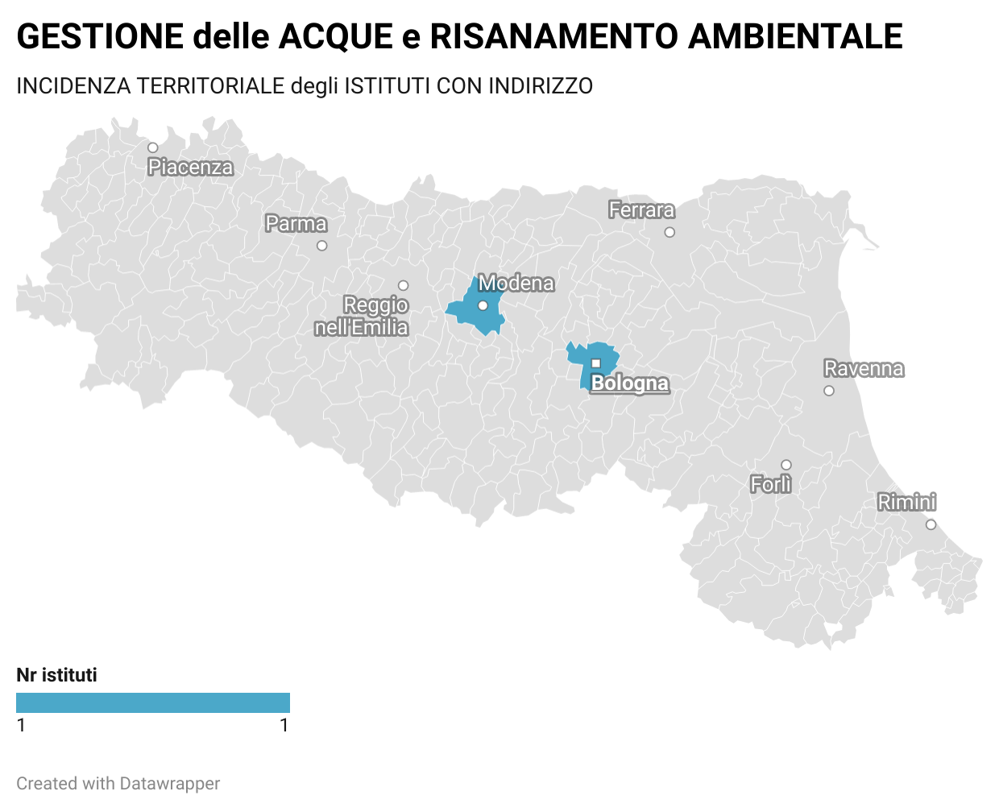 GESTIONE delle ACQUE e RISANAMENTO AMBIENTALE
INCIDENZA TERRITORIALE degli ISTITUTI CON INDIRIZZO
Piacenza
Ferrara
Parma
Modena
Reggio
nell'Emilia
Ravenna
Bologna
Forlì
Rimini
Nr istituti
1 1
Created with Datawrapper